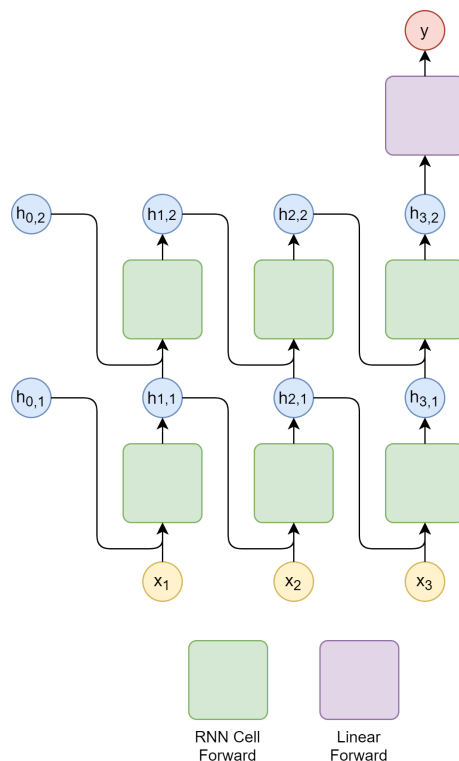 y
h0,2
h1,2
h2,2
h3,2
h0,1
h1,1
h2,1
h3,1
x1
x2
x3
RNN Cell
Forward
Linear
Forward